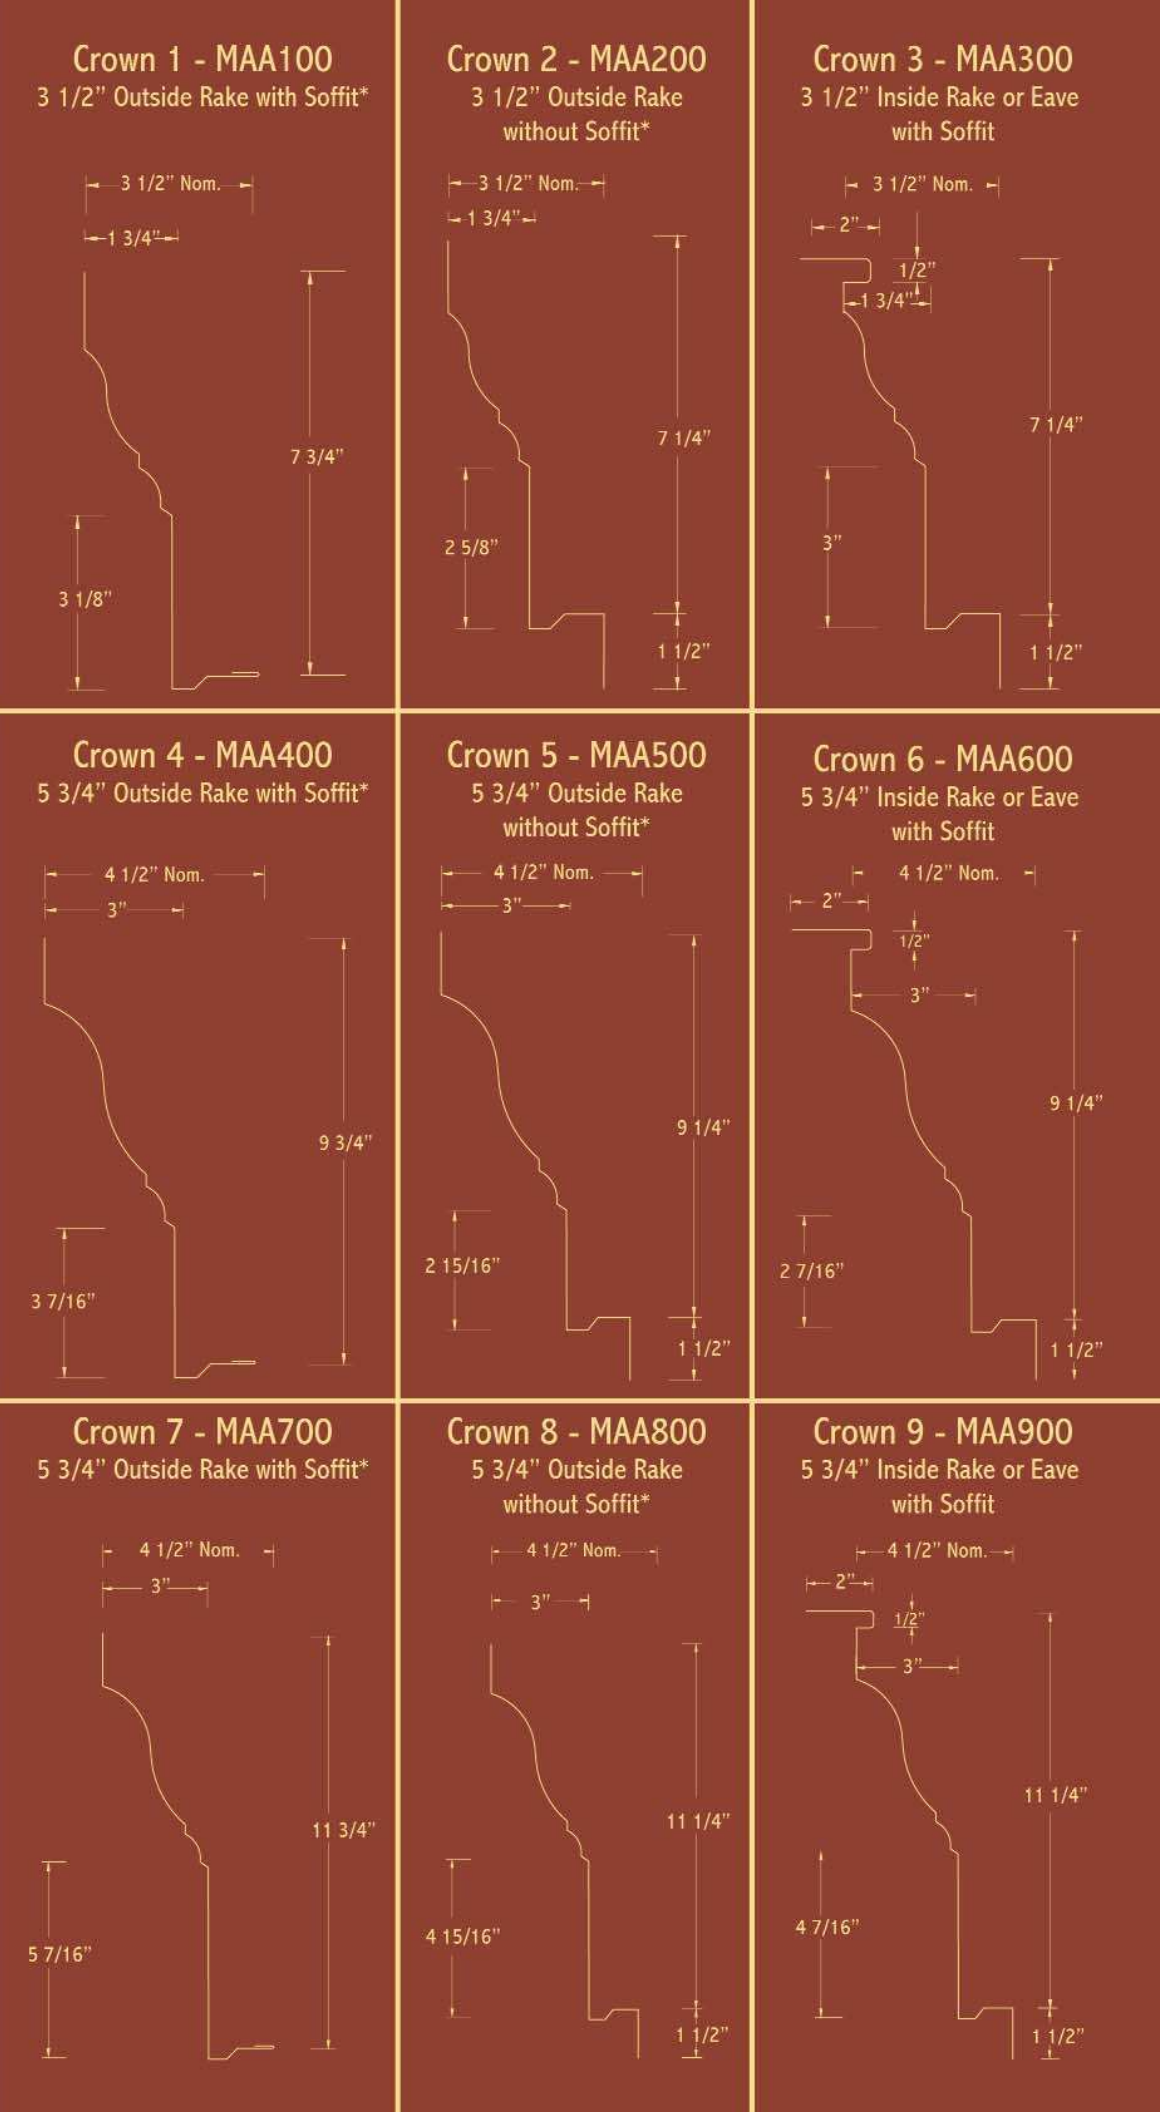 Crown 1 - MAA100
3 1/2” Outside Rake with Soffit*
3 1/2” Nom.
1 3/4”
7 3/4”
3 1/8”
Crown 2 - MAA200
3 1/2” Outside Rake
without Soffit*
3 1/2” Nom.
1 3/4”
7 1/4”
2 5/8”
1 1/2”
Crown 3 - MAA300
3 1/2” Inside Rake or Eave
with Soffit
3 1/2” Nom.
2”
1/2”
1 3/4”
7 1/4”
3”
1 1/2”
Crown 4 - MAA400
5 3/4” Outside Rake with Soffit*
4 1/2” Nom.
3”
9 3/4”
3 7/16”
Crown 5 - MAA500
5 3/4” Outside Rake
without Soffit*
4 1/2” Nom.
3”
9 1/4”
2 15/16”
1 1/2”
Crown 6 - MAA600
5 3/4” Inside Rake or Eave
with Soffit
4 1/2” Nom.
2”
1/2”
3”
9 1/4”
2 7/16”
1 1/2”
Crown 7 - MAA700
5 3/4” Outside Rake with Soffit*
4 1/2” Nom.
3”
11 3/4”
5 7/16”
Crown 8 - MAA800
5 3/4” Outside Rake
without Soffit*
4 1/2” Nom.
3”
11 1/4”
4 15/16”
1 1/2”
Crown 9 - MAA900
5 3/4” Inside Rake or Eave
with Soffit
4 1/2” Nom.
2”
1/2”
3”
11 1/4”
4 7/16”
1 1/2”